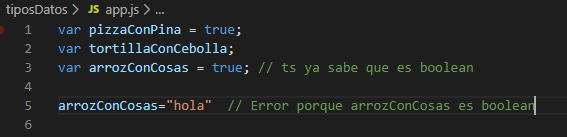 tiposDatos > JS app.js > ...
1 var pizzaConPina = true;
2 var tortillaConCebolla;
3 var arrozConCosas = true; // ts ya sabe que es boolean
4
5 arrozConCosas="hola"  // Error porque arrozConCosas es boolean
6